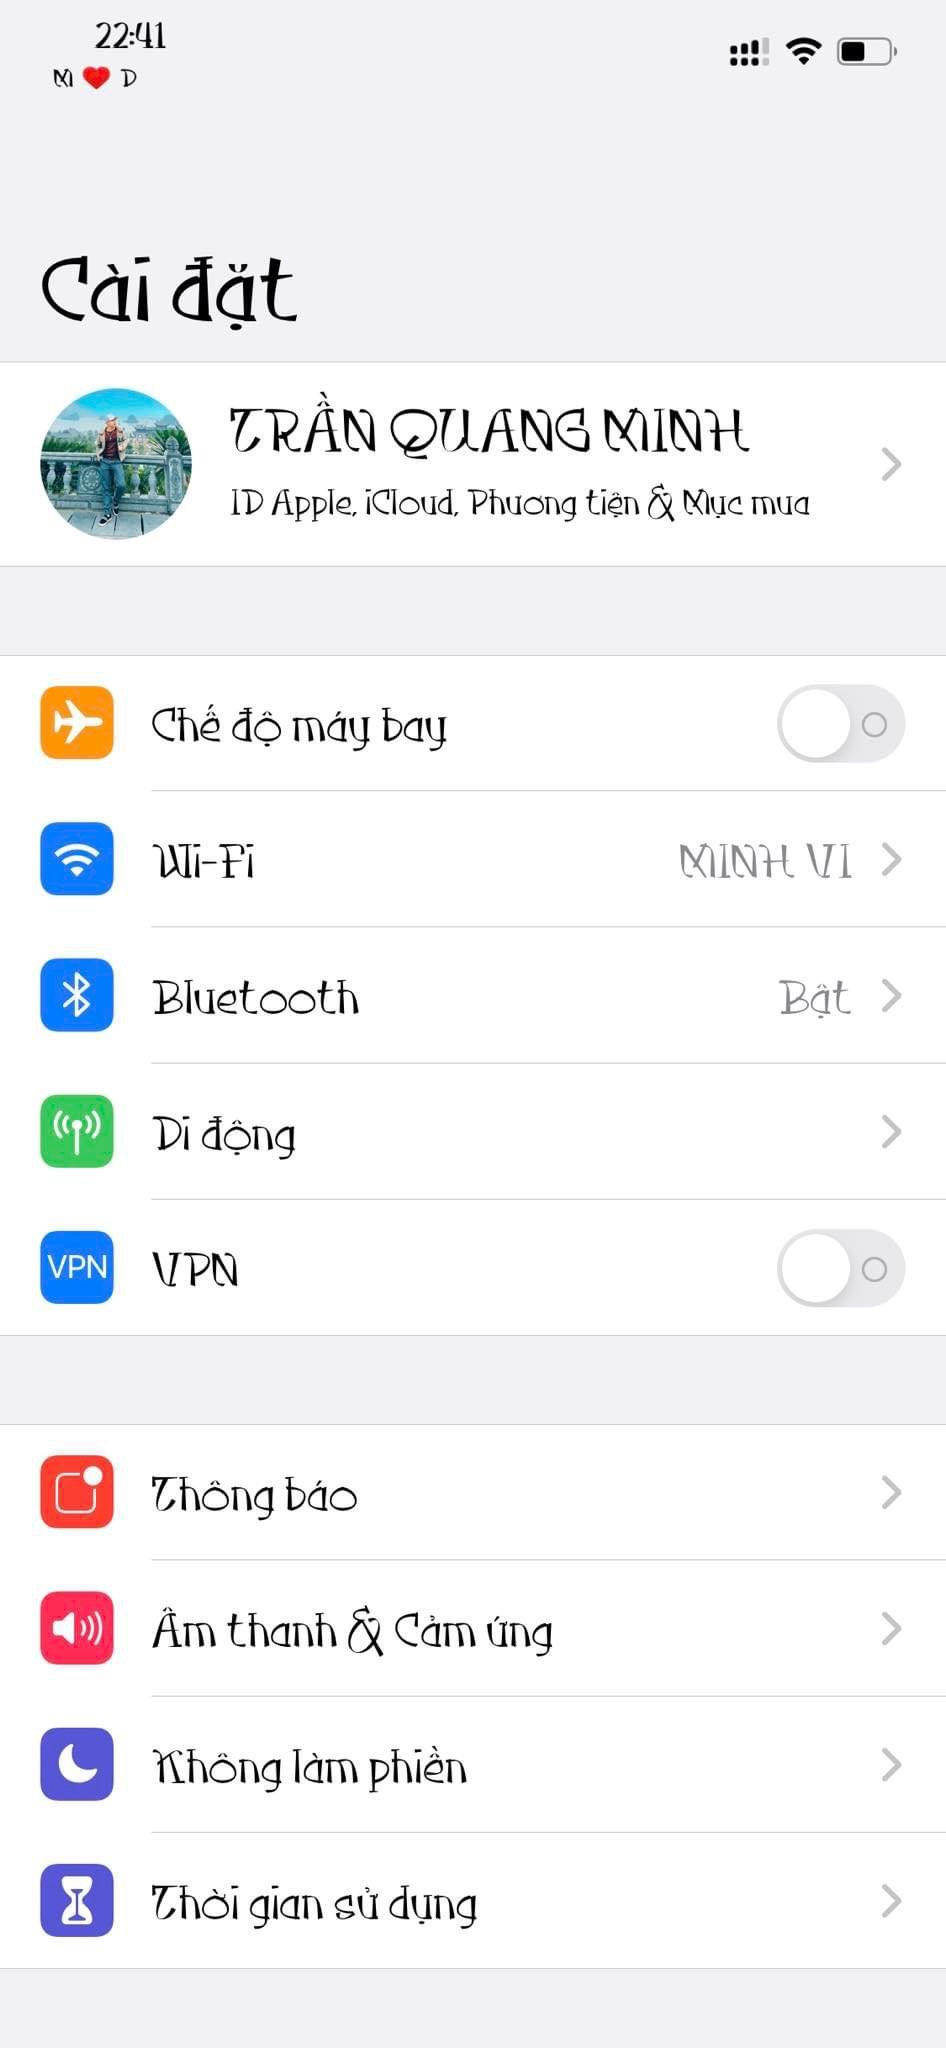 22:41
M ❤️ D
Cài đặt
TRẦN QUANG MINH
ID Apple, iCloud, Phương tiện & Mục mua
Chế độ máy bay
Wi-Fi MINH VI
Bluetooth Bật
Di động
VPN VPN
Thông báo
Âm thanh & Cảm ứng
Không làm phiền
Thời gian sử dụng